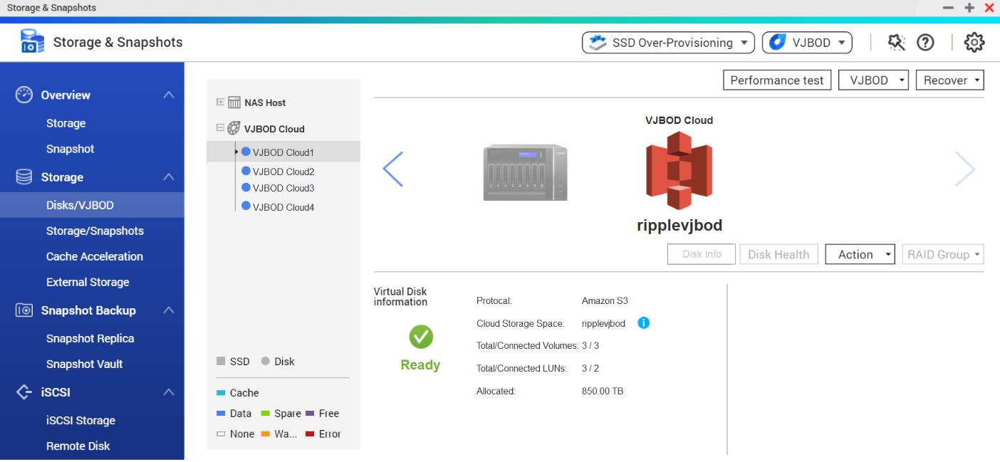 Storage & Snapshots
Storage & Snapshots
SSD Over-Provisioning
VJBOD
Overview
Storage
Snapshot
Storage
Disks/VJBOD
Storage/Snapshots
Cache Acceleration
External Storage
Snapshot Backup
Snapshot Replica
Snapshot Vault
iSCSI
iSCSI Storage
Remote Disk
NAS Host
VJBOD Cloud
VJBOD Cloud1
VJBOD Cloud2
VJBOD Cloud3
VJBOD Cloud4
SSD Disk
Cache
Data Spare Free
None Wa... Error
Performance test VJBOD Recover
VJBOD Cloud
ripplevjbod
Disk Info Disk Health Action RAID Group
Virtual Disk
information
Ready
Protocal: Amazon S3
Cloud Storage Space: ripplevjbod
Total/Connected Volumes: 3 / 3
Total/Connected LUNs: 3 / 2
Allocated: 850.00 TB